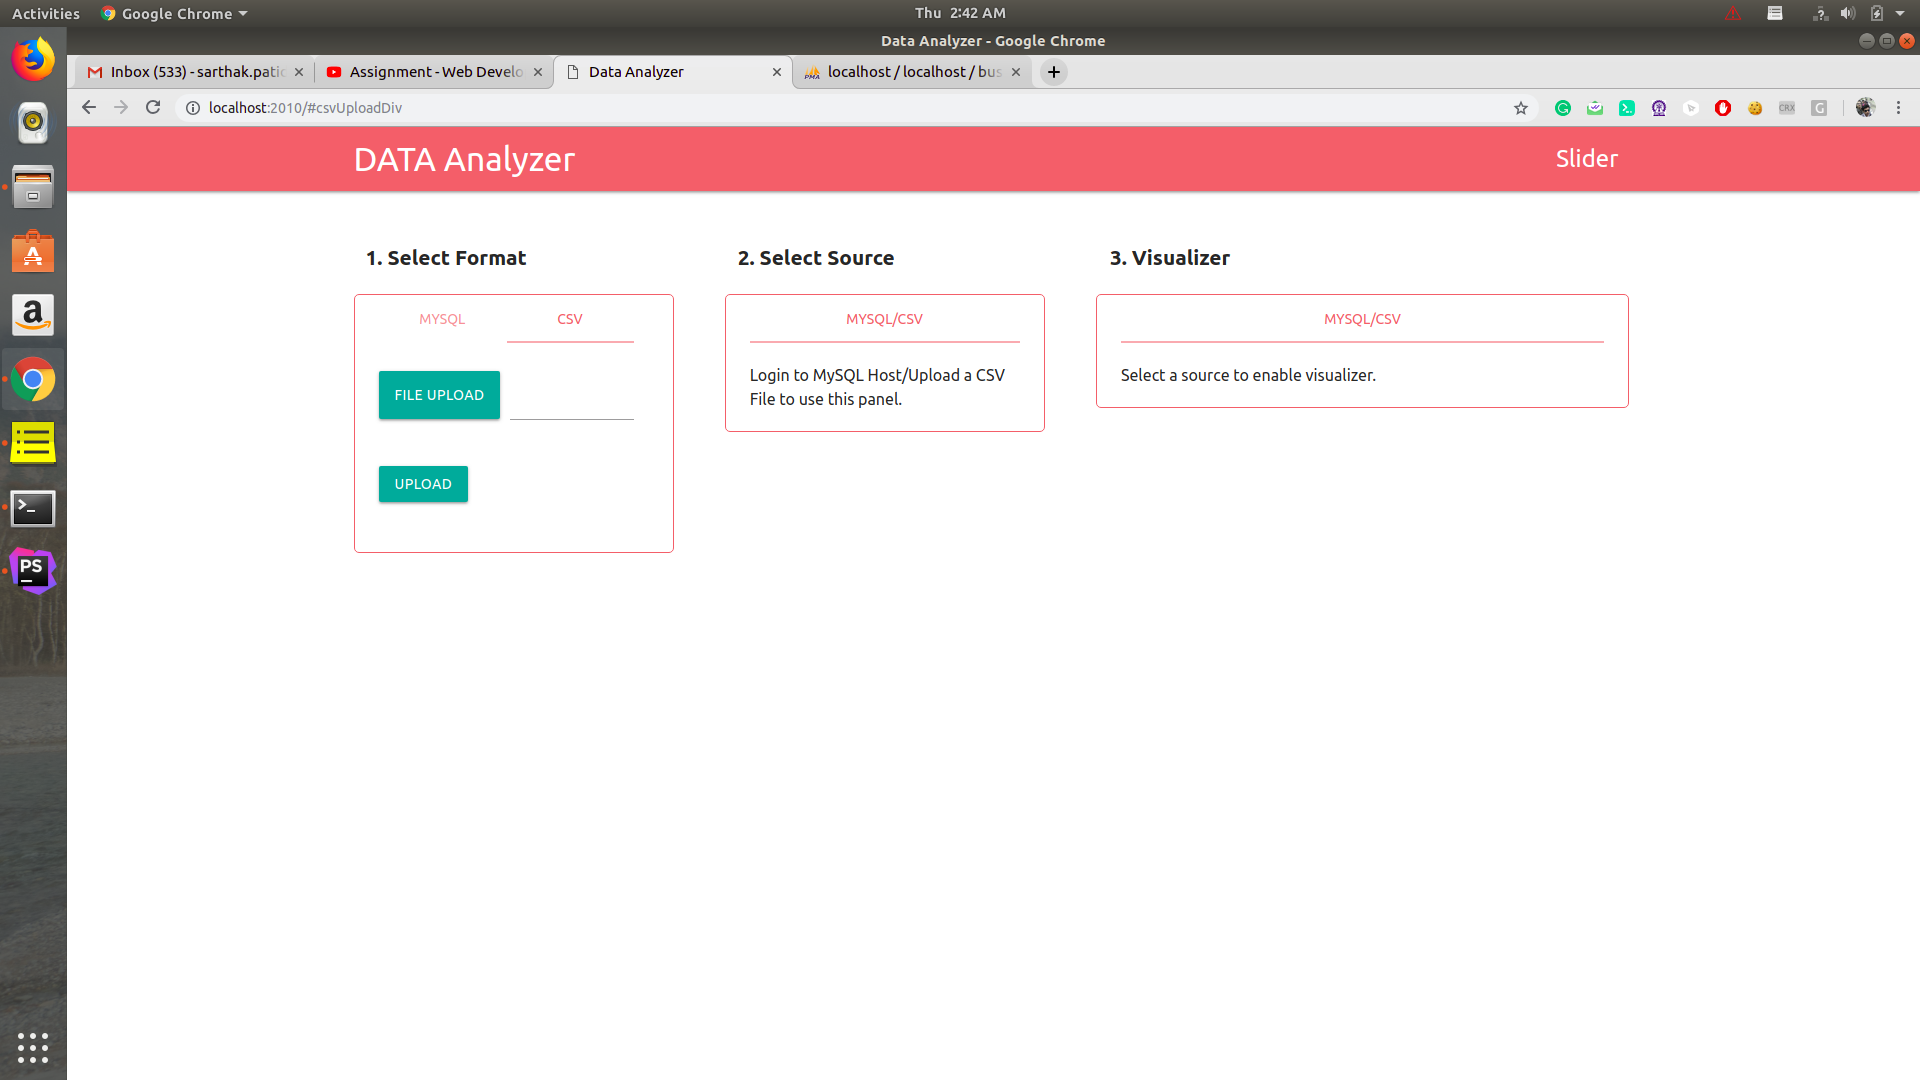 Activities
Google Chrome
Thu 2:42 AM
Data Analyzer - Google Chrome
Inbox (533) - sarthak.patic
Assignment - Web Develo
Data Analyzer
localhost / localhost / bus
localhost:2010/#csvUploadDiv
CRX
G
DATA Analyzer
Slider
1. Select Format
MYSQL
CSV
FILE UPLOAD
UPLOAD
2. Select Source
MYSQL/CSV
Login to MySQL Host/Upload a CSV
File to use this panel.
3. Visualizer
MYSQL/CSV
Select a source to enable visualizer.
PMA
PS